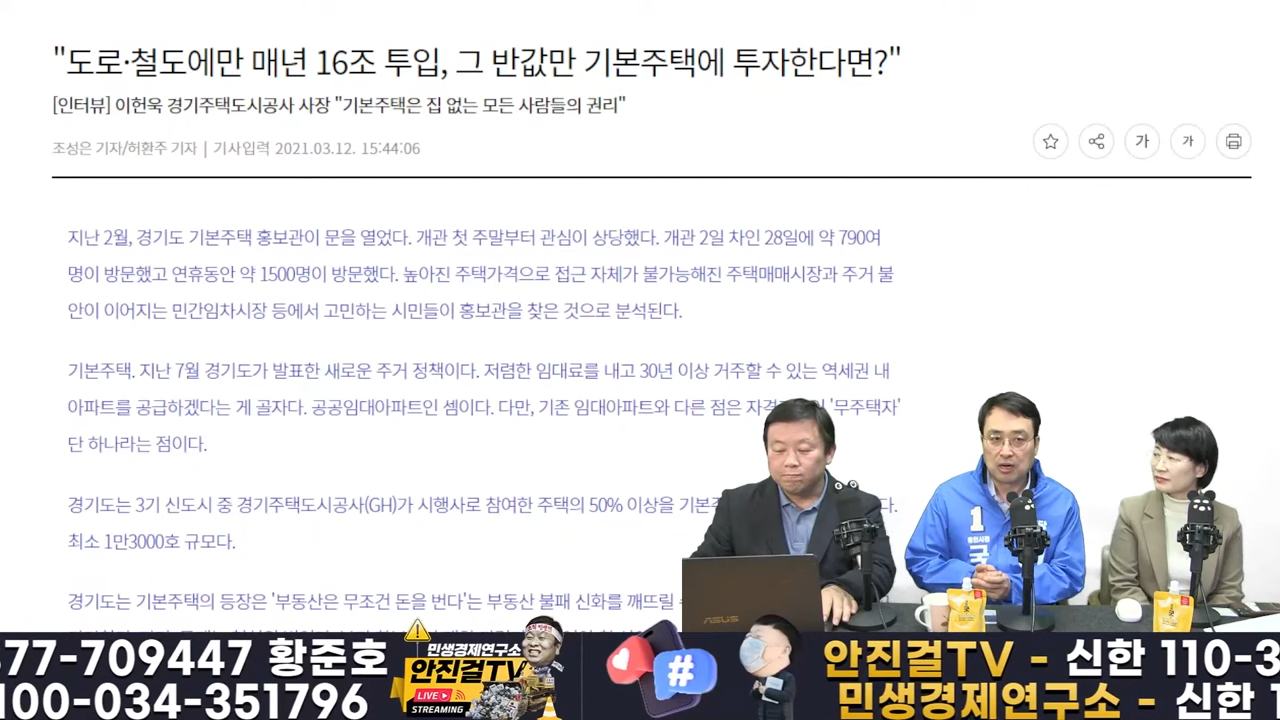 "도로·철도에만 매년 16조 투입, 그 반값만 기본주택에 투자한다면?"
[인터뷰] 이헌욱 경기주택도시공사 사장 "기본주택은 집 없는 모든 사람들의 권리"
조성은 기자/허환주 기자 | 기사입력 2021.03.12. 15:44:06
가 가
지난 2월, 경기도 기본주택 홍보관이 문을 열었다. 개관 첫 주말부터 관심이 상당했다. 개관 2일 차인 28일에 약 790여
명이 방문했고 연휴동안 약 1500명이 방문했다. 높아진 주택가격으로 접근 자체가 불가능해진 주택매매시장과 주거 불
안이 이어지는 민간임차시장 등에서 고민하는 시민들이 홍보관을 찾은 것으로 분석된다.
기본주택. 지난 7월 경기도가 발표한 새로운 주거 정책이다. 저렴한 임대료를 내고 30년 이상 거주할 수 있는 역세권 내
아파트를 공급하겠다는 게 골자다. 공공임대아파트인 셈이다. 다만, 기존 임대아파트와 다른 점은 '무주택자'
단 하나라는 점이다.
경기도는 3기 신도시 중 경기주택도시공사(GH)가 시행사로 참여한 주택의 50% 이상을 기본주
최소 1만3000호 규모다.
경기도는 기본주택의 등장은 '부동산은 무조건 돈을 번다'는 부동산 불패 신화를 깨뜨릴
1
ASUS
377-709447 황준호
100-034-351796
민생경제연구소
안진걸TV
LIVE
STREAMING
#
안진걸TV - 신한 110-3
민생경제연구소 - 신한